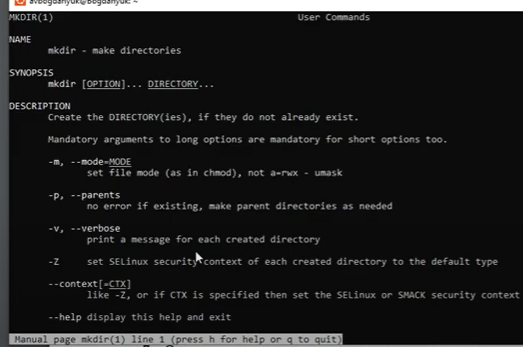 avbogdanyuk@Bogdanyuk: ~
MKDIR(1) User Commands
NAME
mkdir - make directories
SYNOPSIS
mkdir [OPTION]... DIRECTORY...
DESCRIPTION
Create the DIRECTORY(ies), if they do not already exist.
Mandatory arguments to long options are mandatory for short options too.
-m, --mode=MODE
set file mode (as in chmod), not a=rwx - umask
-p, --parents
no error if existing, make parent directories as needed
-v, --verbose
print a message for each created directory
-Z set SELinux security context of each created directory to the default type
--context[=CTX]
like -Z, or if CTX is specified then set the SELinux or SMACK security context
--help display this help and exit
Manual page mkdir(1) line 1 (press h for help or q to quit)